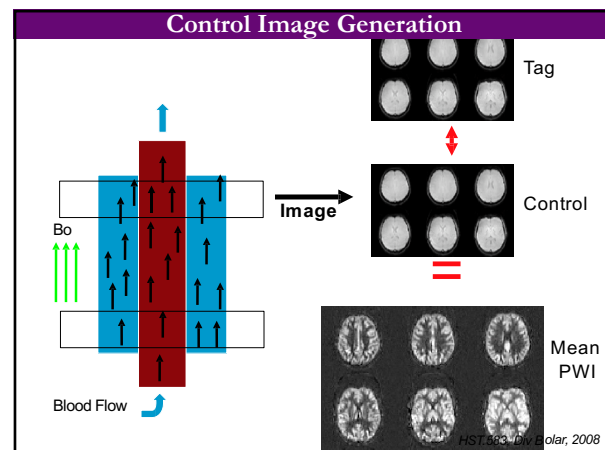 Control Image Generation
Tag
Control
Image
Bo
Mean
PWI
Blood Flow
HST.583, Div Bolar, 2008